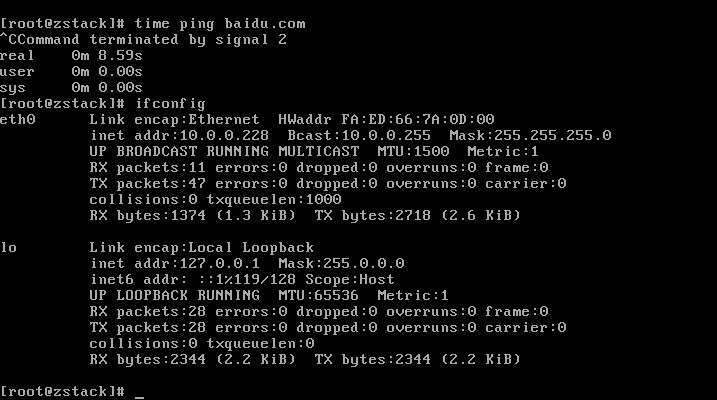 [root@zstack]# time ping baidu.com
^CCommand terminated by signal 2
real    0m 8.59s
user    0m 0.00s
sys     0m 0.00s
[root@zstack]# ifconfig
eth0      Link encap:Ethernet  HWaddr FA:ED:66:7A:0D:00
          inet addr:10.0.0.228  Bcast:10.0.0.255  Mask:255.255.255.0
          UP BROADCAST RUNNING MULTICAST  MTU:1500  Metric:1
          RX packets:11 errors:0 dropped:0 overruns:0 frame:0
          TX packets:47 errors:0 dropped:0 overruns:0 carrier:0
          collisions:0 txqueuelen:1000
          RX bytes:1374 (1.3 KiB)  TX bytes:2718 (2.6 KiB)
lo        Link encap:Local Loopback
          inet addr:127.0.0.1  Mask:255.0.0.0
          inet6 addr: ::1%119/128 Scope:Host
          UP LOOPBACK RUNNING  MTU:65536  Metric:1
          RX packets:28 errors:0 dropped:0 overruns:0 frame:0
          TX packets:28 errors:0 dropped:0 overruns:0 carrier:0
          collisions:0 txqueuelen:0
          RX bytes:2344 (2.2 KiB)  TX bytes:2344 (2.2 KiB)
[root@zstack]# _